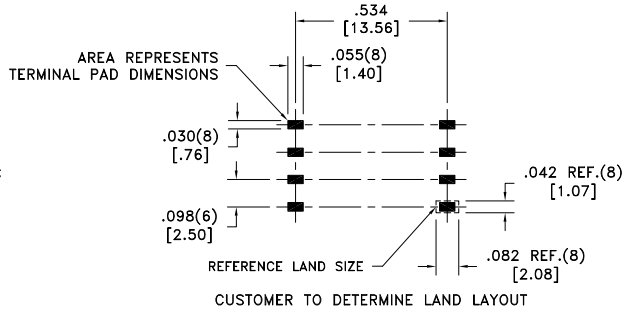 .534
[13.56]
AREA REPRESENTS
TERMINAL PAD DIMENSIONS
.055(8)
[1.40]
.030(8)
[.76]
.042 REF.(8)
[1.07]
.098(6)
[2.50]
REFERENCE LAND SIZE
.082 REF.(8)
[2.08]
CUSTOMER TO DETERMINE LAND LAYOUT